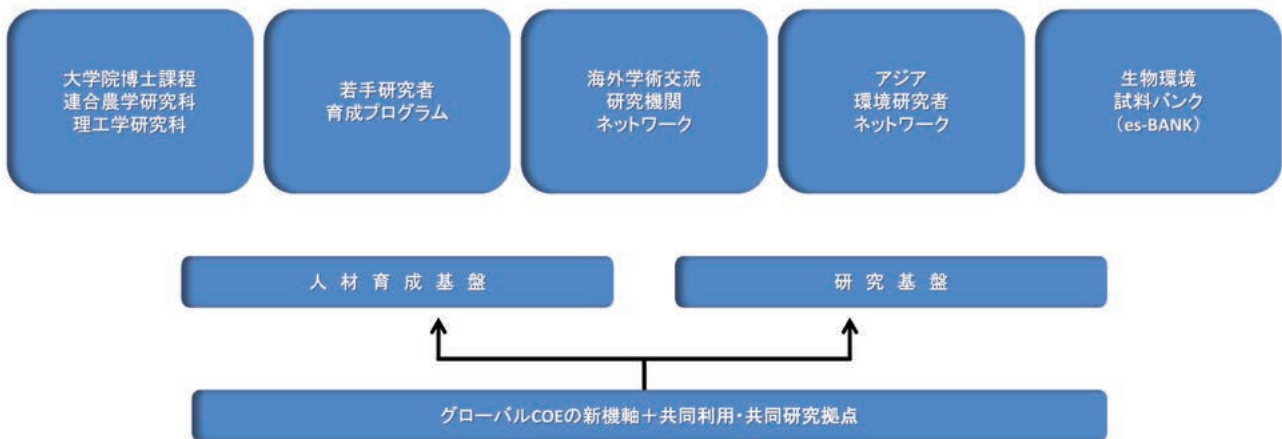 大学院博士課程
連合農学研究科
理工学研究科
若手研究者
育成プログラム
海外学術交流
研究機関
ネットワーク
アジア
環境研究者
ネットワーク
生物環境
試料バンク
（es-BANK）
人材育成基盤
研究基盤
グローバルCOEの新機軸＋共同利用・共同研究拠点